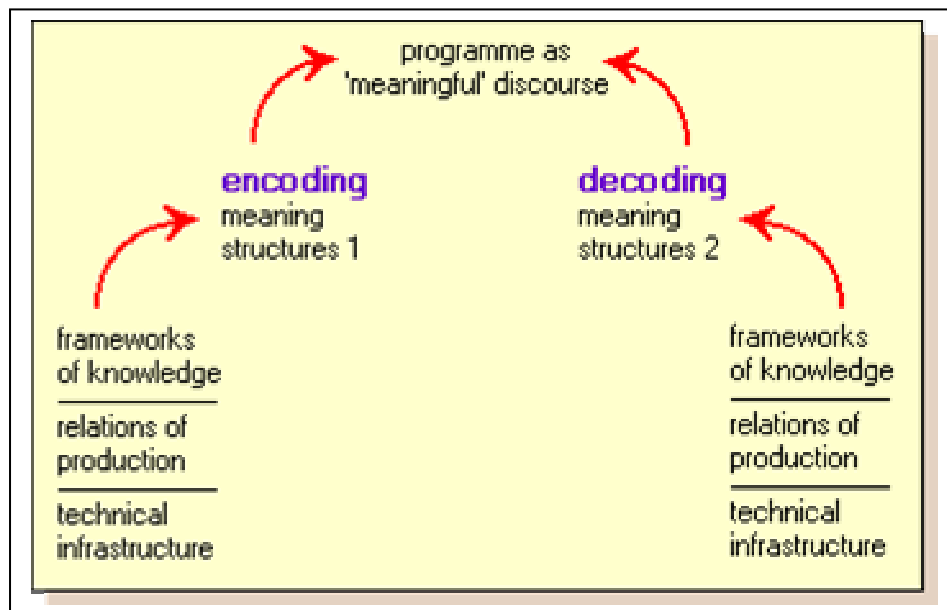 programme as
'meaningful' discourse
encoding
meaning
structures 1
decoding
meaning
structures 2
frameworks
of knowledge
relations of
production
technical
infrastructure
frameworks
of knowledge
relations of
production
technical
infrastructure